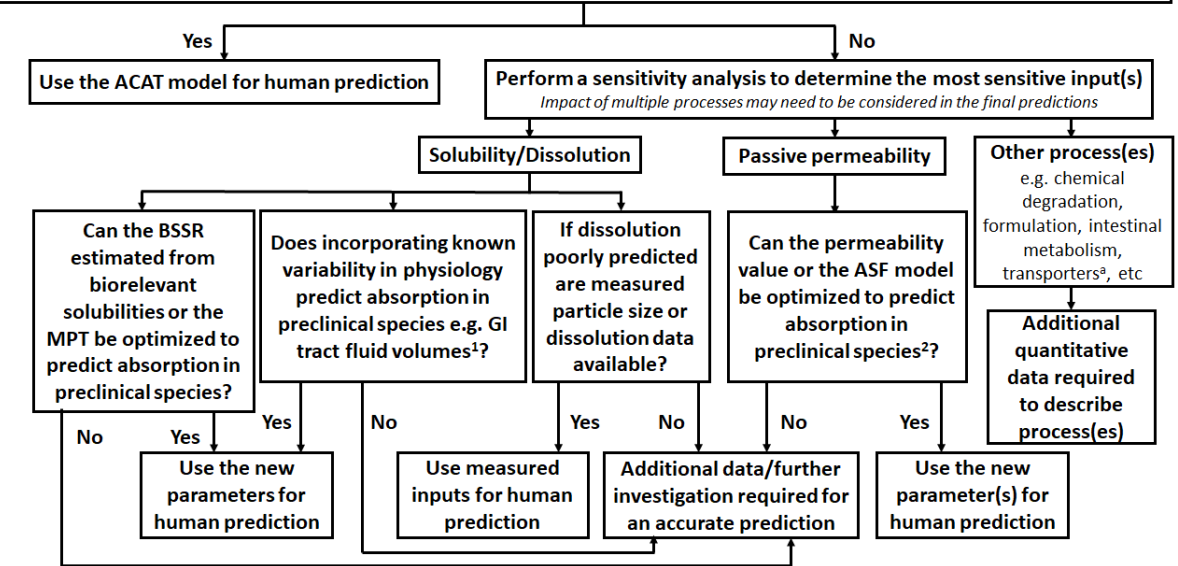 Yes
No
Use the ACAT model for human prediction
Perform a sensitivity analysis to determine the most sensitive input(s)
Impact of multiple processes may need to be considered in the final predictions
Solubility/Dissolution
Passive permeability
Other process(es)
e.g. chemical
degradation,
formulation, intestinal
metabolism,
transportersᵃ, etc
Can the BSSR
estimated from
biorelevant
solubilities or the
MPT be optimized to
predict absorption in
preclinical species?
Does incorporating known
variability in physiology
predict absorption in
preclinical species e.g. GI
tract fluid volumes¹?
If dissolution
poorly predicted
are measured
particle size or
dissolution data
available?
Can the permeability
value or the ASF model
be optimized to predict
absorption in
preclinical species²?
Additional
quantitative
data required
to describe
process(es)
No
Yes
Yes
No
Yes
No
No
Yes
Use the new
parameters for
human prediction
Use measured
inputs for human
prediction
Additional data/further
investigation required for
an accurate prediction
Use the new
parameter(s) for
human prediction